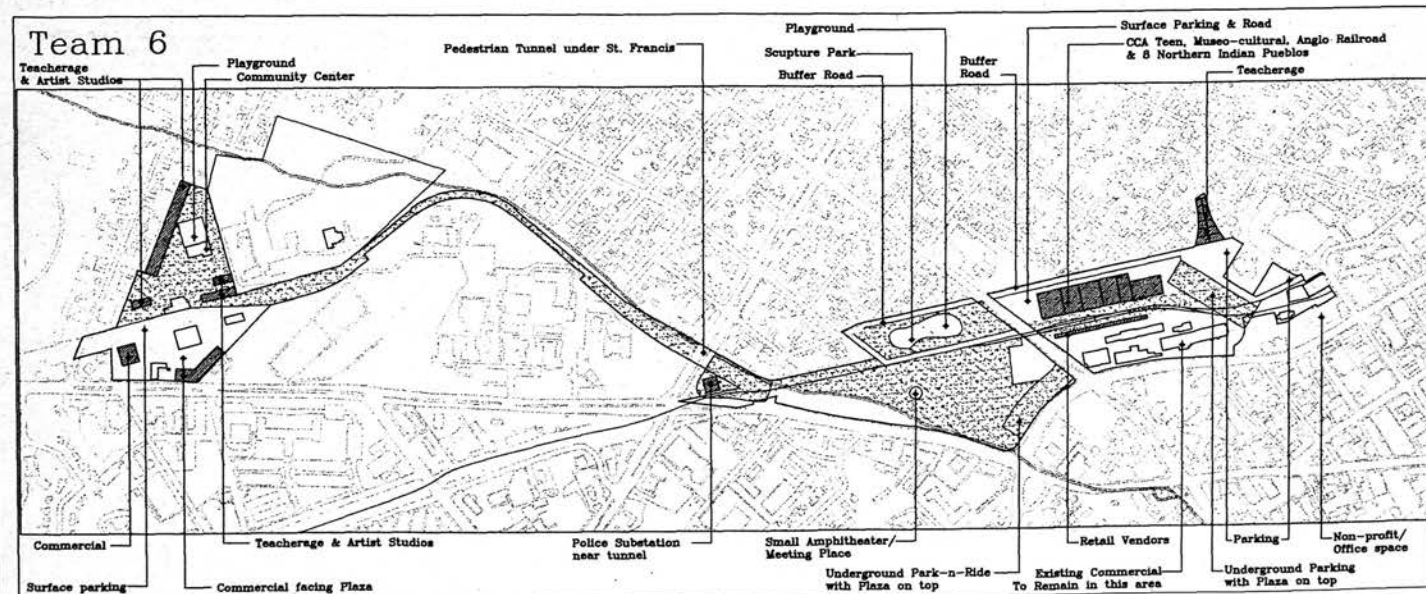 Team 6
Teacherage
& Artist Studios
Playground
Community Center
Pedestrian Tunnel under St. Francis
Playground
Scupture Park
Buffer Road
Buffer
Road
Surface Parking & Road
CCA Teen, Museo-cultural, Anglo Railroad
& 8 Northern Indian Pueblos
Teacherage
Commercial
Surface parking
Commercial facing Plaza
Teacherage & Artist Studios
Police Substation
near tunnel
Small Amphitheater/
Meeting Place
Underground Park-n-Ride
with Plaza on top
Retail Vendors
Existing Commercial
To Remain in this area
Parking
Underground Parking
with Plaza on top
Non-profit/
Office space